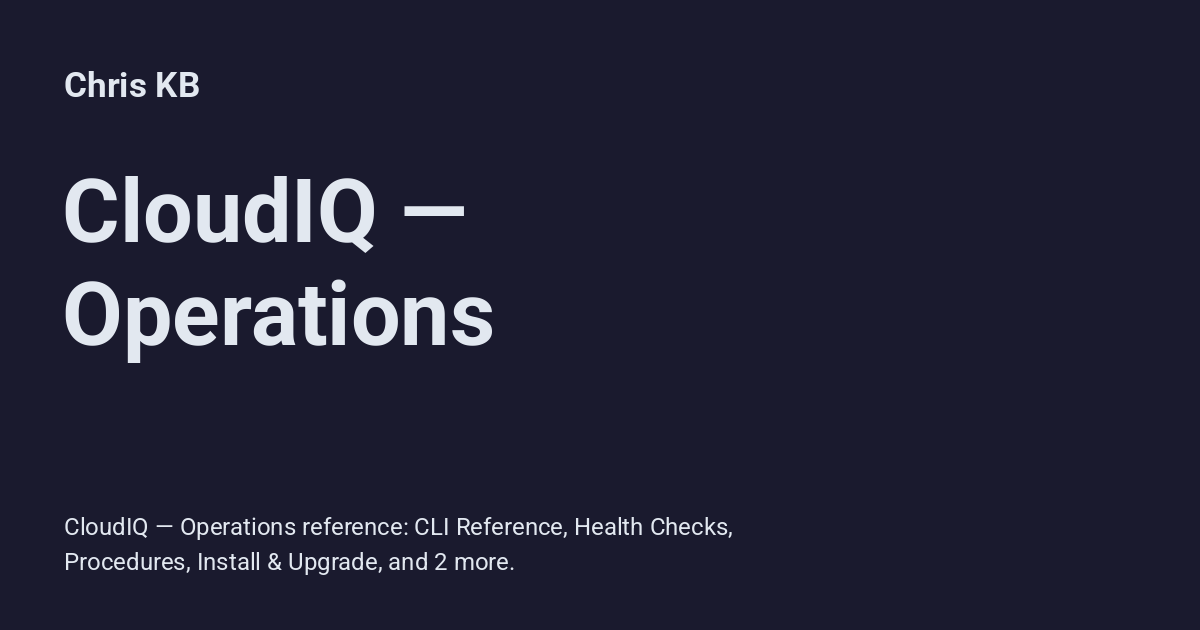 Chris KB
CloudIQ —
Operations
CloudIQ — Operations reference: CLI Reference, Health Checks,
Procedures, Install & Upgrade, and 2 more.